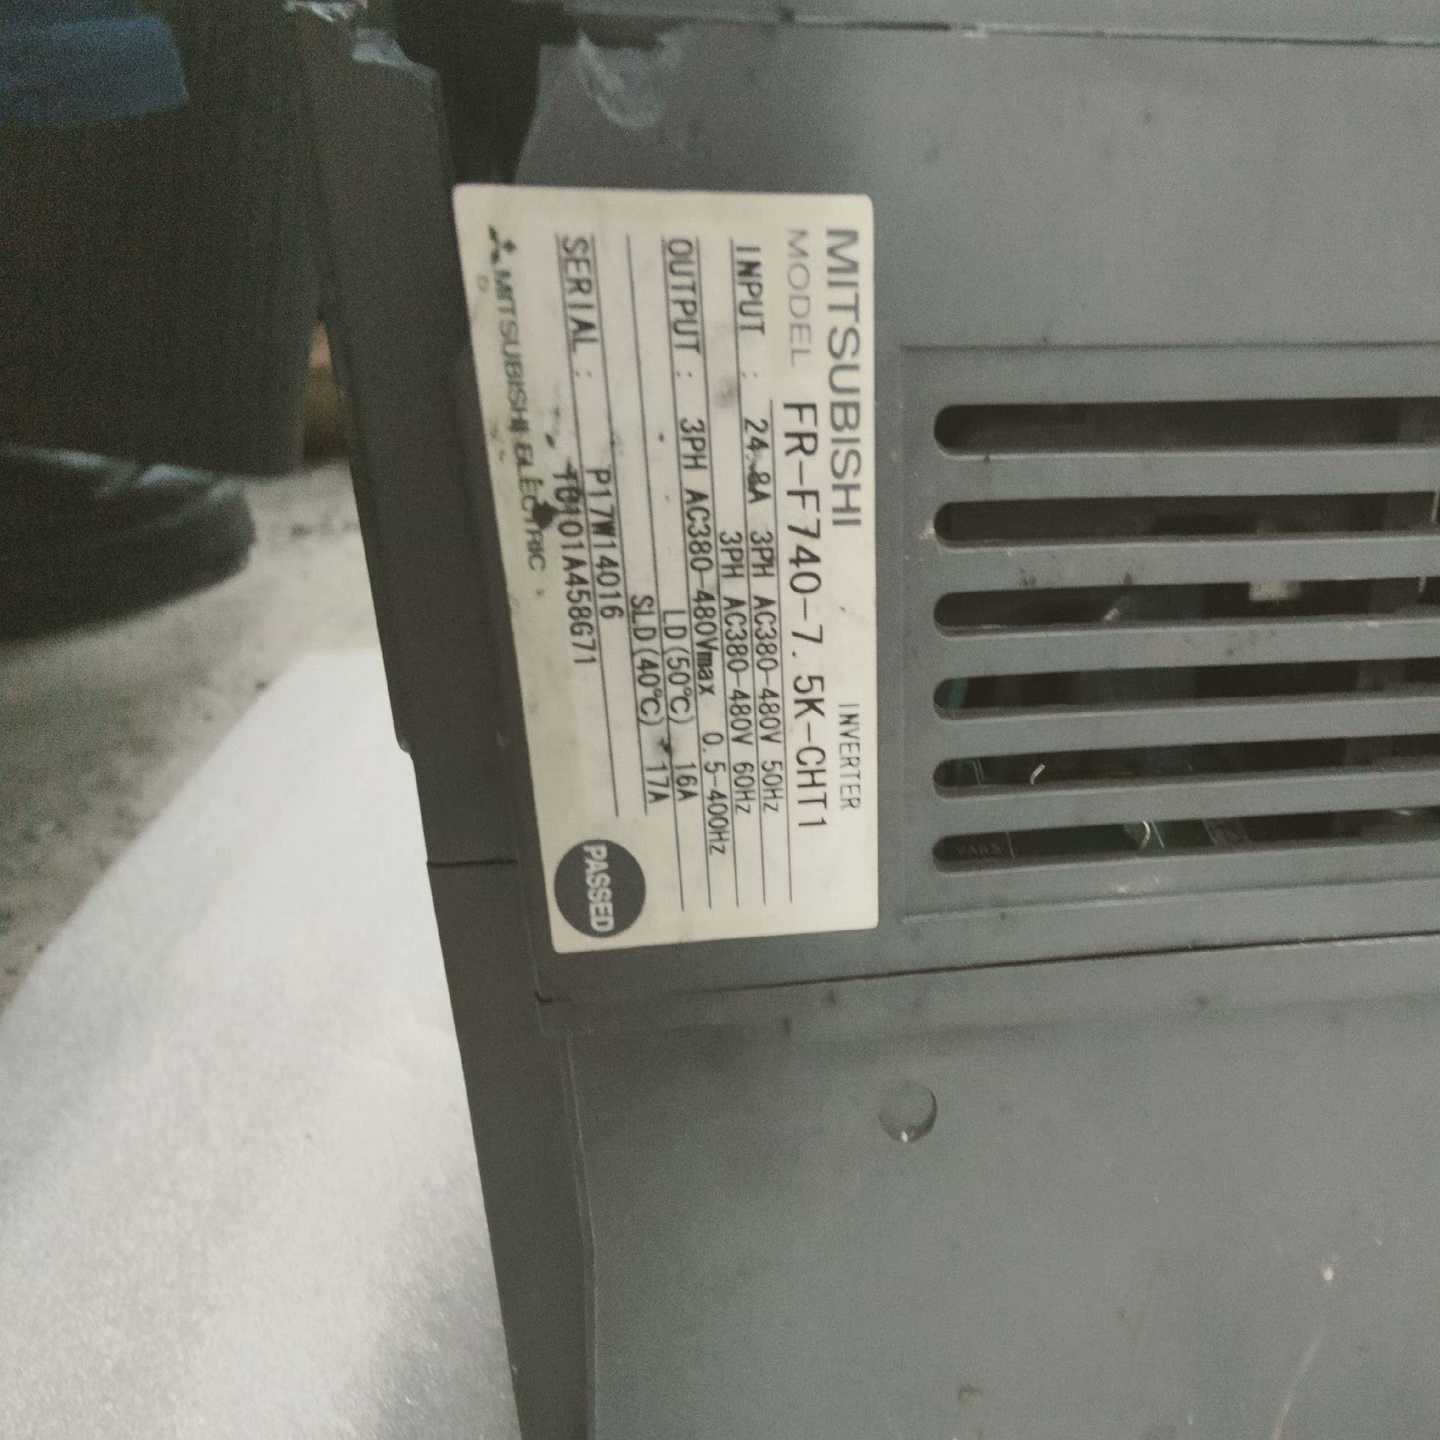 MITSUBISHI INVERTER
MODEL FR-F740-7.5K-CHT1
INPUT : 24.8A 3PH AC380-480V 50Hz
3PH AC380-480V 60Hz
OUTPUT : 3PH AC380-480Vmax 0.5-400Hz
LD(50℃) 16A
SLD(40℃) 17A
P17W14016
SERIAL : T0101A458G71
MITSUBISHI ELECTRIC
PASSED